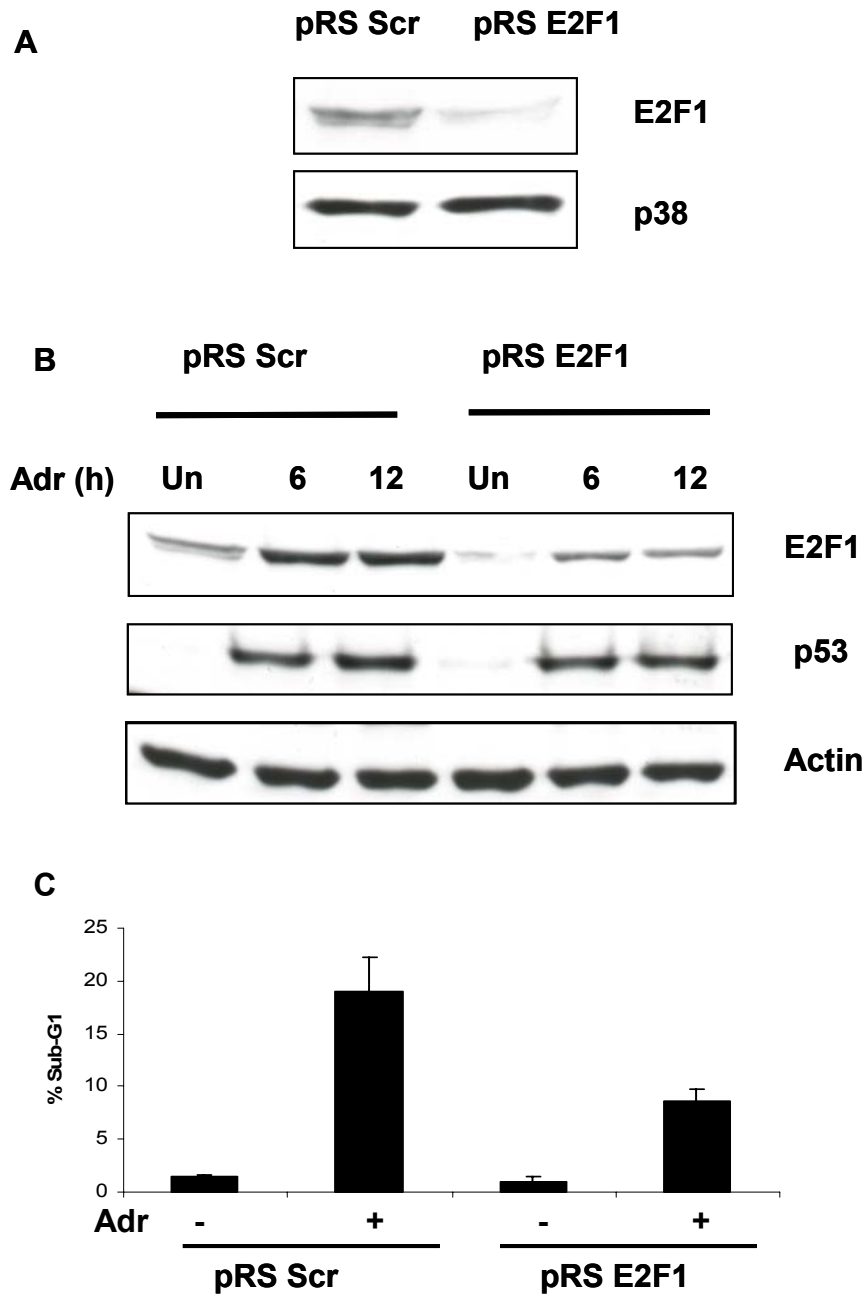 A
pRS Scr pRS E2F1
E2F1
p38
B
pRS Scr pRS E2F1
Adr (h) Un 6 12 Un 6 12
E2F1
p53
Actin
C
25
20
15
10
5
0
% Sub-G1
Adr - + - +
pRS Scr pRS E2F1